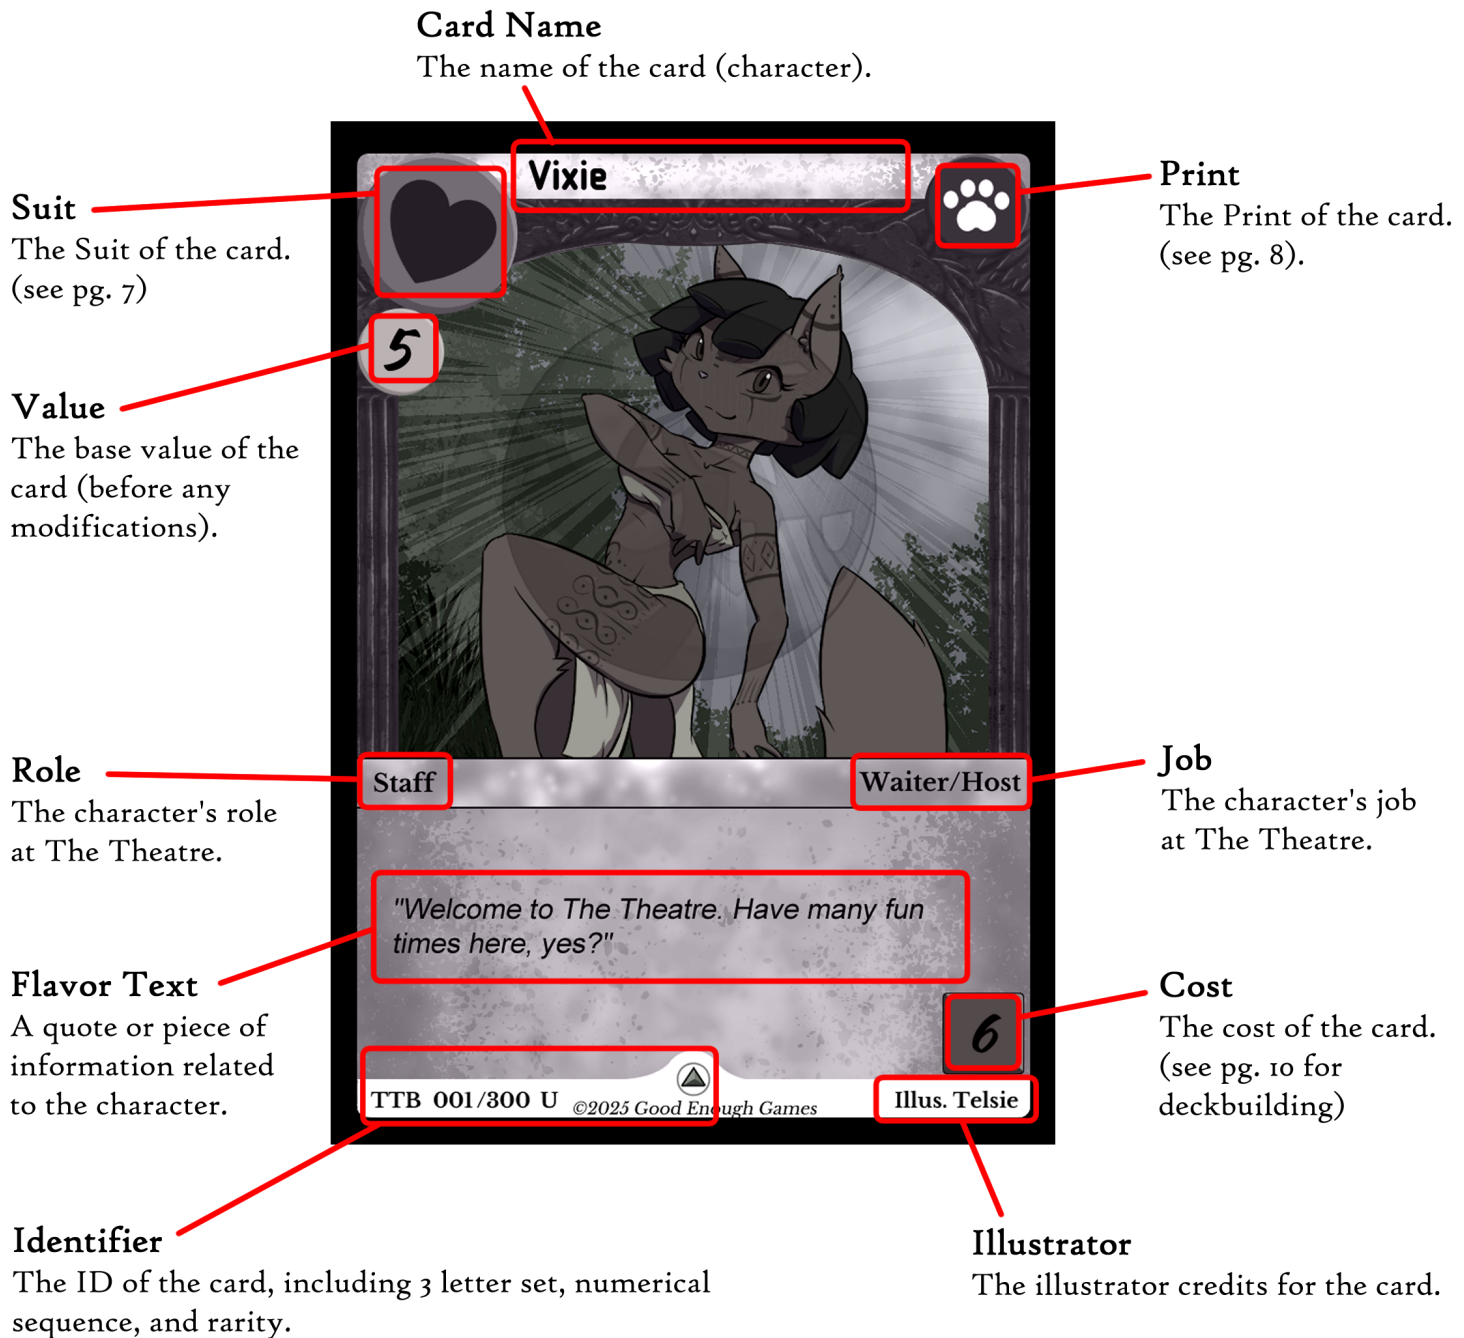 Card Name
The name of the card (character).
Vixie
Print
The Print of the card.
(see pg. 8).
Suit
The Suit of the card.
(see pg. 7)
5
Value
The base value of the
card (before any
modifications).
Role
The character's role
at The Theatre.
Staff
Waiter/Host
Job
The character's job
at The Theatre.
"Welcome to The Theatre. Have many fun
times here, yes?"
Flavor Text
A quote or piece of
information related
to the character.
6
Cost
The cost of the card.
(see pg. 10 for
deckbuilding)
TTB 001/300 U ©2025 Good Enough Games
Illus. Telsie
Identifier
The ID of the card, including 3 letter set, numerical
sequence, and rarity.
Illustrator
The illustrator credits for the card.